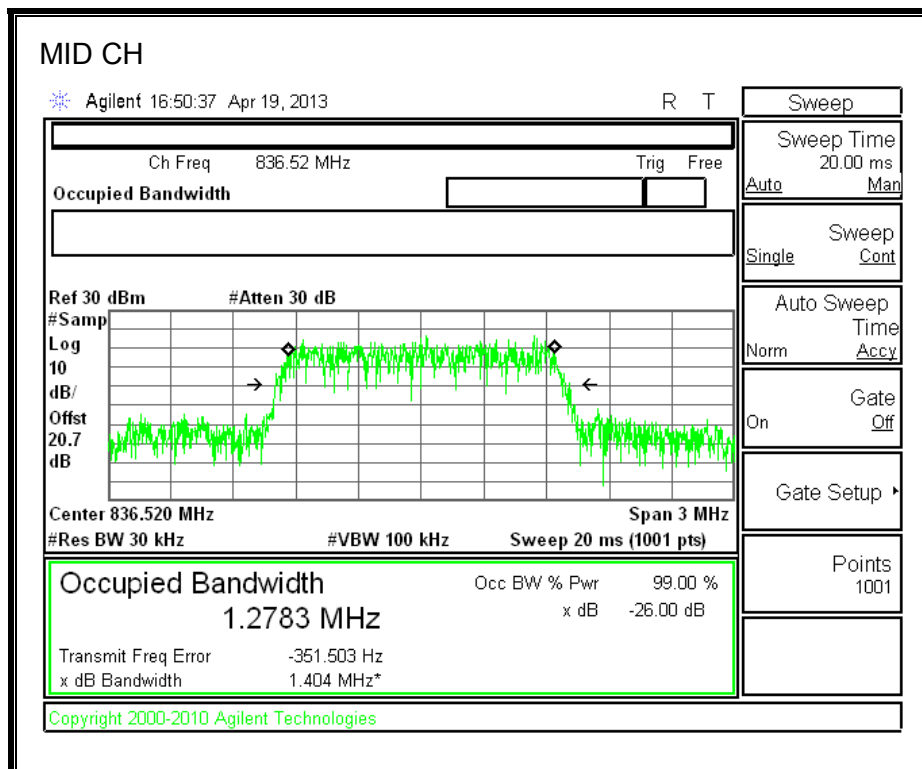 MID CH
Agilent 16:50:37 Apr 19, 2013 R T
Ch Freq 836.52 MHz Trig Free
Occupied Bandwidth
Ref 30 dBm #Atten 30 dB
#Samp
Log
10
dB/
Offst
20.7
dB
Center 836.520 MHz Span 3 MHz
#Res BW 30 kHz #VBW 100 kHz Sweep 20 ms (1001 pts)
Occupied Bandwidth Occ BW % Pwr 99.00 %
1.2783 MHz x dB -26.00 dB
Transmit Freq Error -351.503 Hz
x dB Bandwidth 1.404 MHz*
Copyright 2000-2010 Agilent Technologies
Sweep
Sweep Time
20.00 ms
Auto Man
Sweep
Single Cont
Auto Sweep
Time
Norm Accy
Gate
On Off
Gate Setup
Points
1001